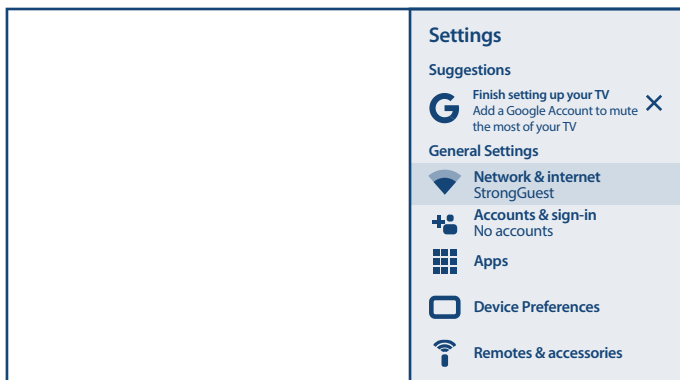 Settings
Suggestions
Finish setting up your TV
Add a Google Account to mute
the most of your TV
General Settings
Network & internet
StrongGuest
Accounts & sign-in
No accounts
Apps
Device Preferences
Remotes & accessories